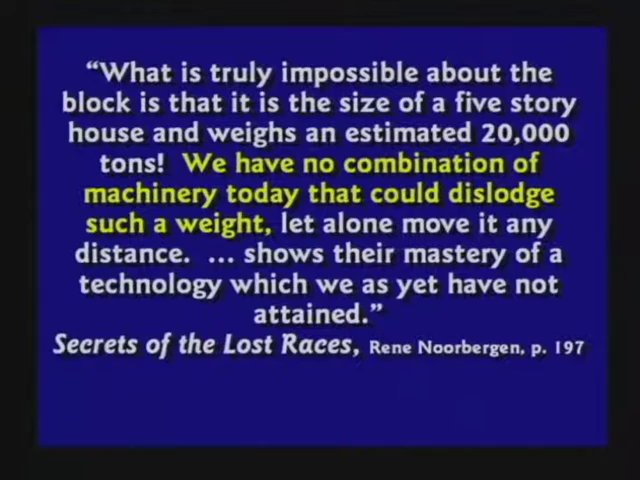 “What is truly impossible about the
block is that it is the size of a five story
house and weighs an estimated 20,000
tons!  We have no combination of
machinery today that could dislodge
such a weight, let alone move it any
distance.  ... shows their mastery of a
technology which we as yet have not
attained.”
Secrets of the Lost Races, Rene Noorbergen, p. 197